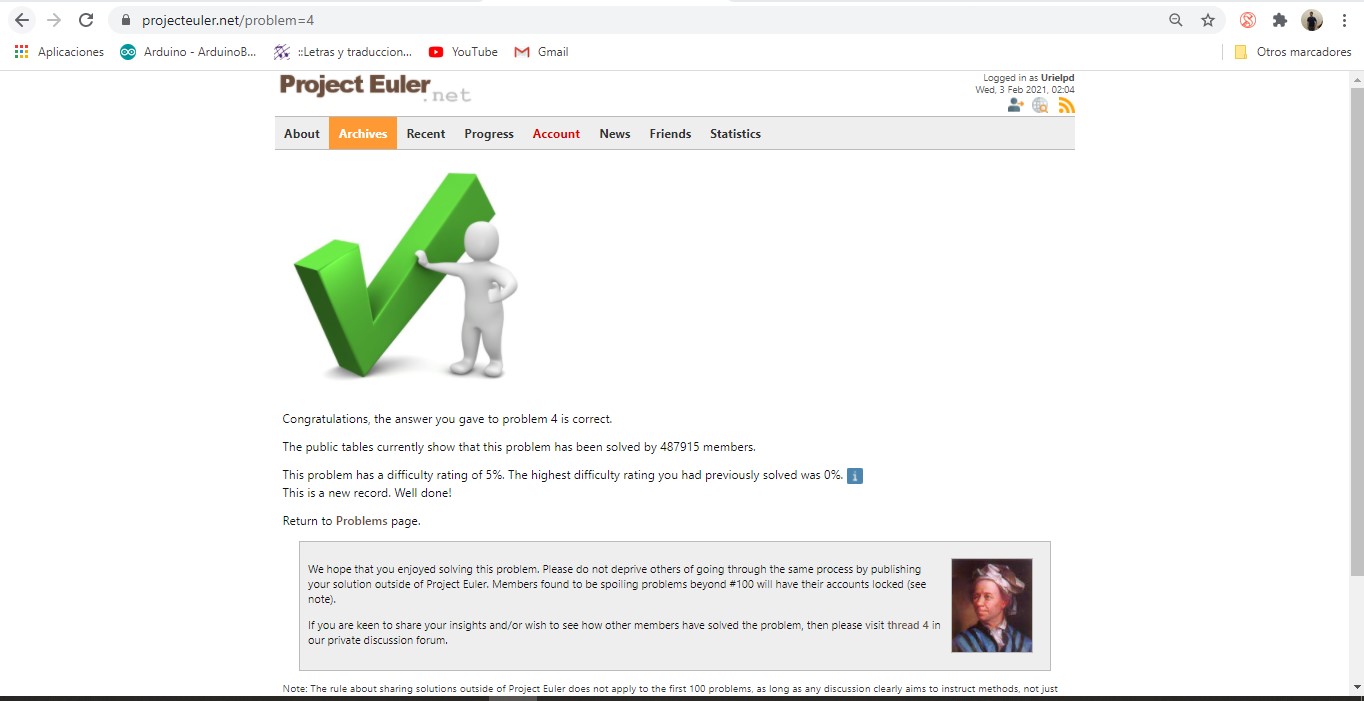 projecteuler.net/problem=4
Aplicaciones Arduino - ArduinoB... ::Letras y traduccion... YouTube Gmail Otros marcadores
Project Euler .net
Logged in as Urielpd
Wed, 3 Feb 2021, 02:04
About Archives Recent Progress Account News Friends Statistics
Congratulations, the answer you gave to problem 4 is correct.
The public tables currently show that this problem has been solved by 487915 members.
This problem has a difficulty rating of 5%. The highest difficulty rating you had previously solved was 0%. i
This is a new record. Well done!
Return to Problems page.
We hope that you enjoyed solving this problem. Please do not deprive others of going through the same process by publishing
your solution outside of Project Euler. Members found to be spoiling problems beyond #100 will have their accounts locked (see
note).
If you are keen to share your insights and/or wish to see how other members have solved the problem, then please visit thread 4 in
our private discussion forum.
Note: The rule about sharing solutions outside of Project Euler does not apply to the first 100 problems, as long as any discussion clearly aims to instruct methods, not just